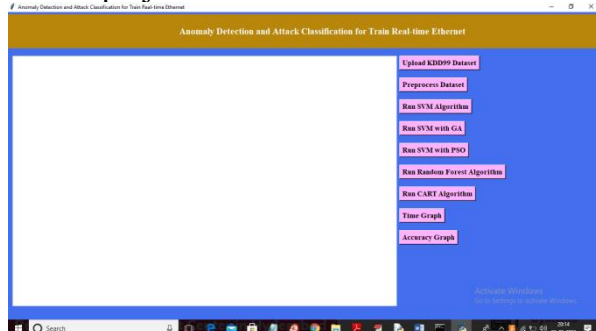 Anomaly Detection and Attack Classification for Train Real-time Ethernet
Anomaly Detection and Attack Classification for Train Real-time Ethernet
Upload KDD99 Dataset
Preprocess Dataset
Run SVM Algorithm
Run SVM with GA
Run SVM with PSO
Run Random Forest Algorithm
Run CART Algorithm
Time Graph
Accuracy Graph
Activate Windows
Go to Settings to activate Windows.
Search
20:14